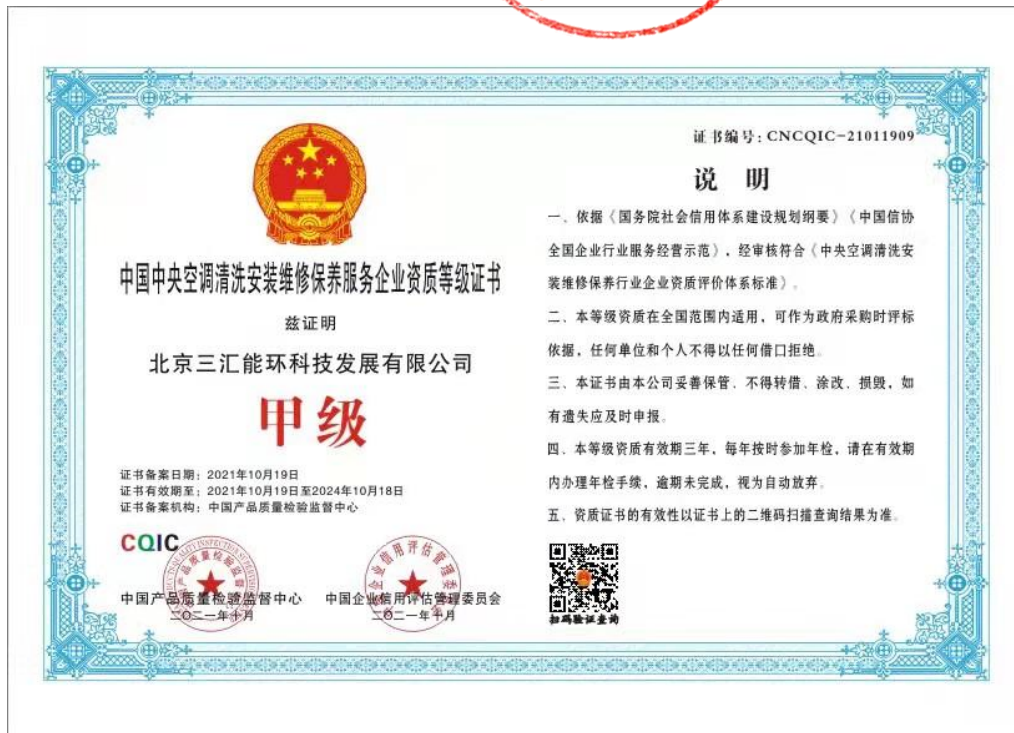 证书编号：CNCQIC-21011909
中国中央空调清洗安装维修保养服务企业资质等级证书
兹证明
北京三汇能环科技发展有限公司
甲级
证书备案日期：2021年10月19日
证书有效期至：2021年10月19日至2024年10月18日
证书备案机构：中国产品质量检验监督中心
CQIC
中国产品质量检验监督中心
二〇二一年十月
中国企业信用评估管理委员会
二〇二一年十月
说 明
一、依据《国务院社会信用体系建设规划纲要》《中国信协
全国企业行业服务经营示范》，经审核符合《中央空调清洗安
装维修保养行业企业资质评价体系标准》。
二、本等级资质在全国范围内适用，可作为政府采购时评标
依据，任何单位和个人不得以任何借口拒绝。
三、本证书由本公司妥善保管、不得转借、涂改、损毁，如
有遗失应及时申报。
四、本等级资质有效期三年，每年按时参加年检，请在有效期
内办理年检手续，逾期未完成，视为自动放弃。
五、资质证书的有效性以证书上的二维码扫描查询结果为准。
扫码验证查询